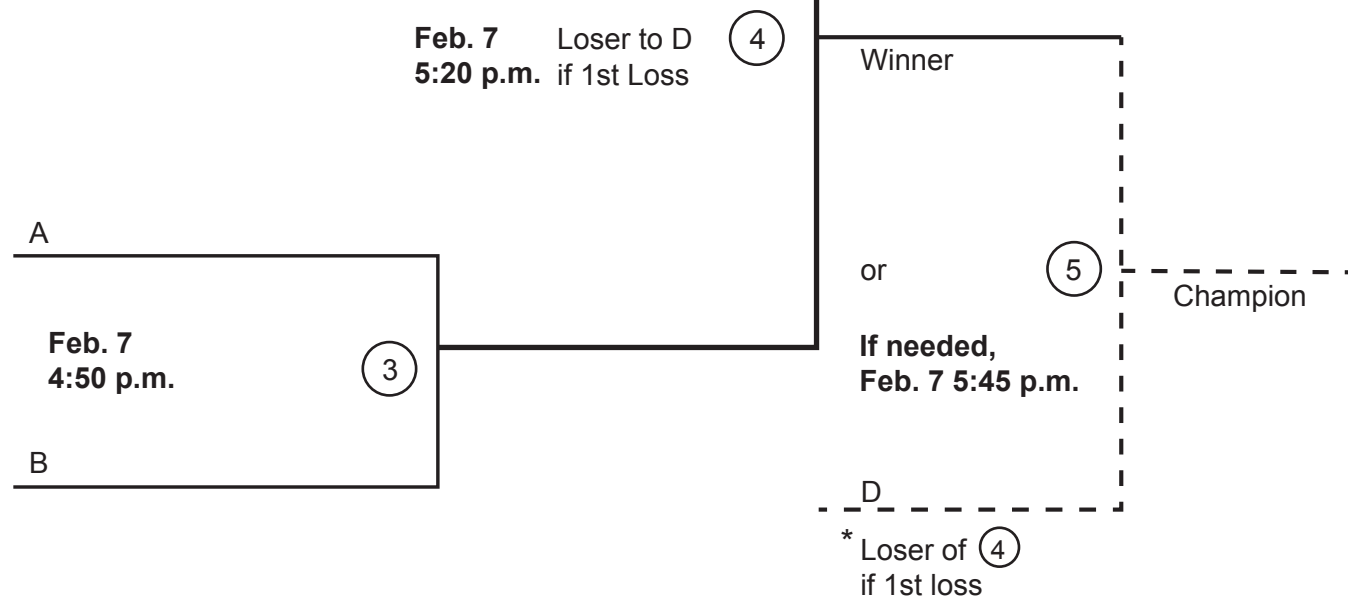 Feb. 7 Loser to D 4
5:20 p.m. if 1st Loss
Winner
A
or 5
Champion
Feb. 7
4:50 p.m.
3
If needed,
Feb. 7 5:45 p.m.
B
D
* Loser of 4
if 1st loss